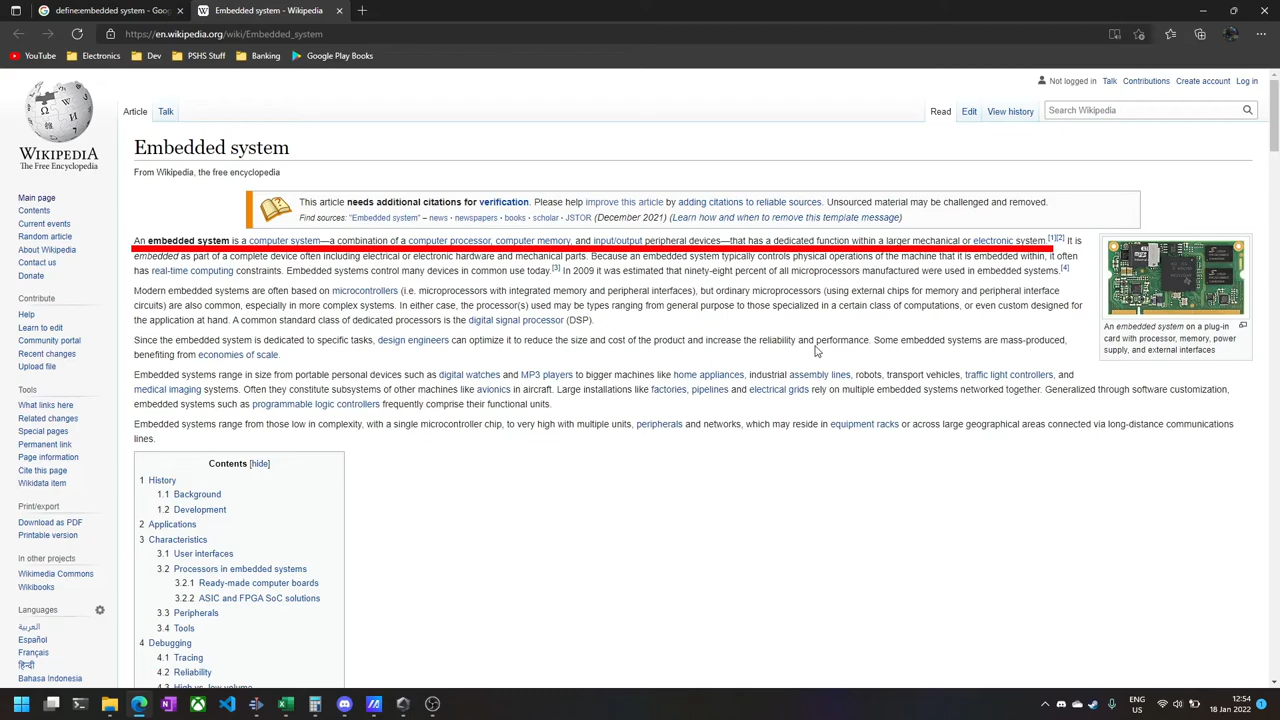 define:embedded system - Goog
Embedded system - Wikipedia
https://en.wikipedia.org/wiki/Embedded_system
YouTube
Electronics
Dev
PSHS Stuff
Banking
Google Play Books
WIKIPEDIA
The Free Encyclopedia
Not logged in Talk Contributions Create account Log in
Article Talk
Read Edit View history
Search Wikipedia
Embedded system
From Wikipedia, the free encyclopedia
This article needs additional citations for verification. Please help improve this article by adding citations to reliable sources. Unsourced material may be challenged and removed.
Find sources: "Embedded system" – news · newspapers · books · scholar · JSTOR (December 2021) (Learn how and when to remove this template message)
An embedded system is a computer system—a combination of a computer processor, computer memory, and input/output peripheral devices—that has a dedicated function within a larger mechanical or electronic system.[1][2] It is
embedded as part of a complete device often including electrical or electronic hardware and mechanical parts. Because an embedded system typically controls physical operations of the machine that it is embedded within, it often
has real-time computing constraints. Embedded systems control many devices in common use today.[3] In 2009 it was estimated that ninety-eight percent of all microprocessors manufactured were used in embedded systems.[4]
Modern embedded systems are often based on microcontrollers (i.e. microprocessors with integrated memory and peripheral interfaces), but ordinary microprocessors (using external chips for memory and peripheral interface
circuits) are also common, especially in more complex systems. In either case, the processor(s) used may be types ranging from general purpose to those specialized in a certain class of computations, or even custom designed for
the application at hand. A common standard class of dedicated processors is the digital signal processor (DSP).
Since the embedded system is dedicated to specific tasks, design engineers can optimize it to reduce the size and cost of the product and increase the reliability and performance. Some embedded systems are mass-produced,
benefiting from economies of scale.
Embedded systems range in size from portable personal devices such as digital watches and MP3 players to bigger machines like home appliances, industrial assembly lines, robots, transport vehicles, traffic light controllers, and
medical imaging systems. Often they constitute subsystems of other machines like avionics in aircraft. Large installations like factories, pipelines and electrical grids rely on multiple embedded systems networked together. Generalized through software customization,
embedded systems such as programmable logic controllers frequently comprise their functional units.
Embedded systems range from those low in complexity, with a single microcontroller chip, to very high with multiple units, peripherals and networks, which may reside in equipment racks or across large geographical areas connected via long-distance communications
lines.
An embedded system on a plug-in
card with processor, memory, power
supply, and external interfaces
Contents [hide]
1 History
1.1 Background
1.2 Development
2 Applications
3 Characteristics
3.1 User interfaces
3.2 Processors in embedded systems
3.2.1 Ready-made computer boards
3.2.2 ASIC and FPGA SoC solutions
3.3 Peripherals
3.4 Tools
4 Debugging
4.1 Tracing
4.2 Reliability
4.3 High vs. low volume
Main page
Contents
Current events
Random article
About Wikipedia
Contact us
Donate
Contribute
Help
Learn to edit
Community portal
Recent changes
Upload file
Tools
What links here
Related changes
Special pages
Permanent link
Page information
Cite this page
Wikidata item
Print/export
Download as PDF
Printable version
In other projects
Wikimedia Commons
Wikibooks
Languages
العربية
Español
Français
हिन्दी
Bahasa Indonesia
ENG
US
12:54
18 Jan 2022